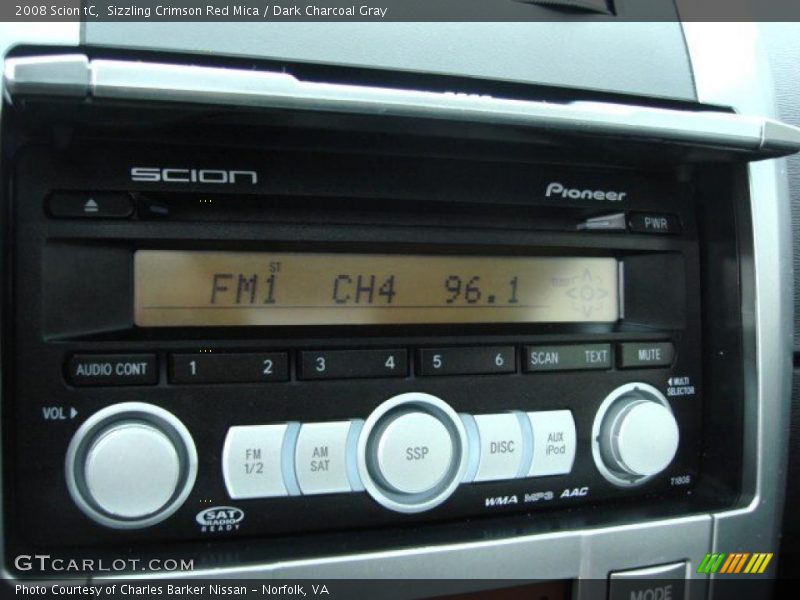 2008 Scion tC,  Sizzling Crimson Red Mica / Dark Charcoal Gray
SCION
Pioneer
PWR
ST
FM1 CH4 96.1
AUDIO CONT
1 2
3 4
5 6
SCAN TEXT
MUTE
VOL
MULTI
SELECTOR
FM
1/2
AM
SAT
SSP
DISC
AUX
iPod
SAT
RADIO
READY
WMA MP3 AAC
T1808
GTCARLOT.COM
MODE
Photo Courtesy of Charles Barker Nissan – Norfolk, VA